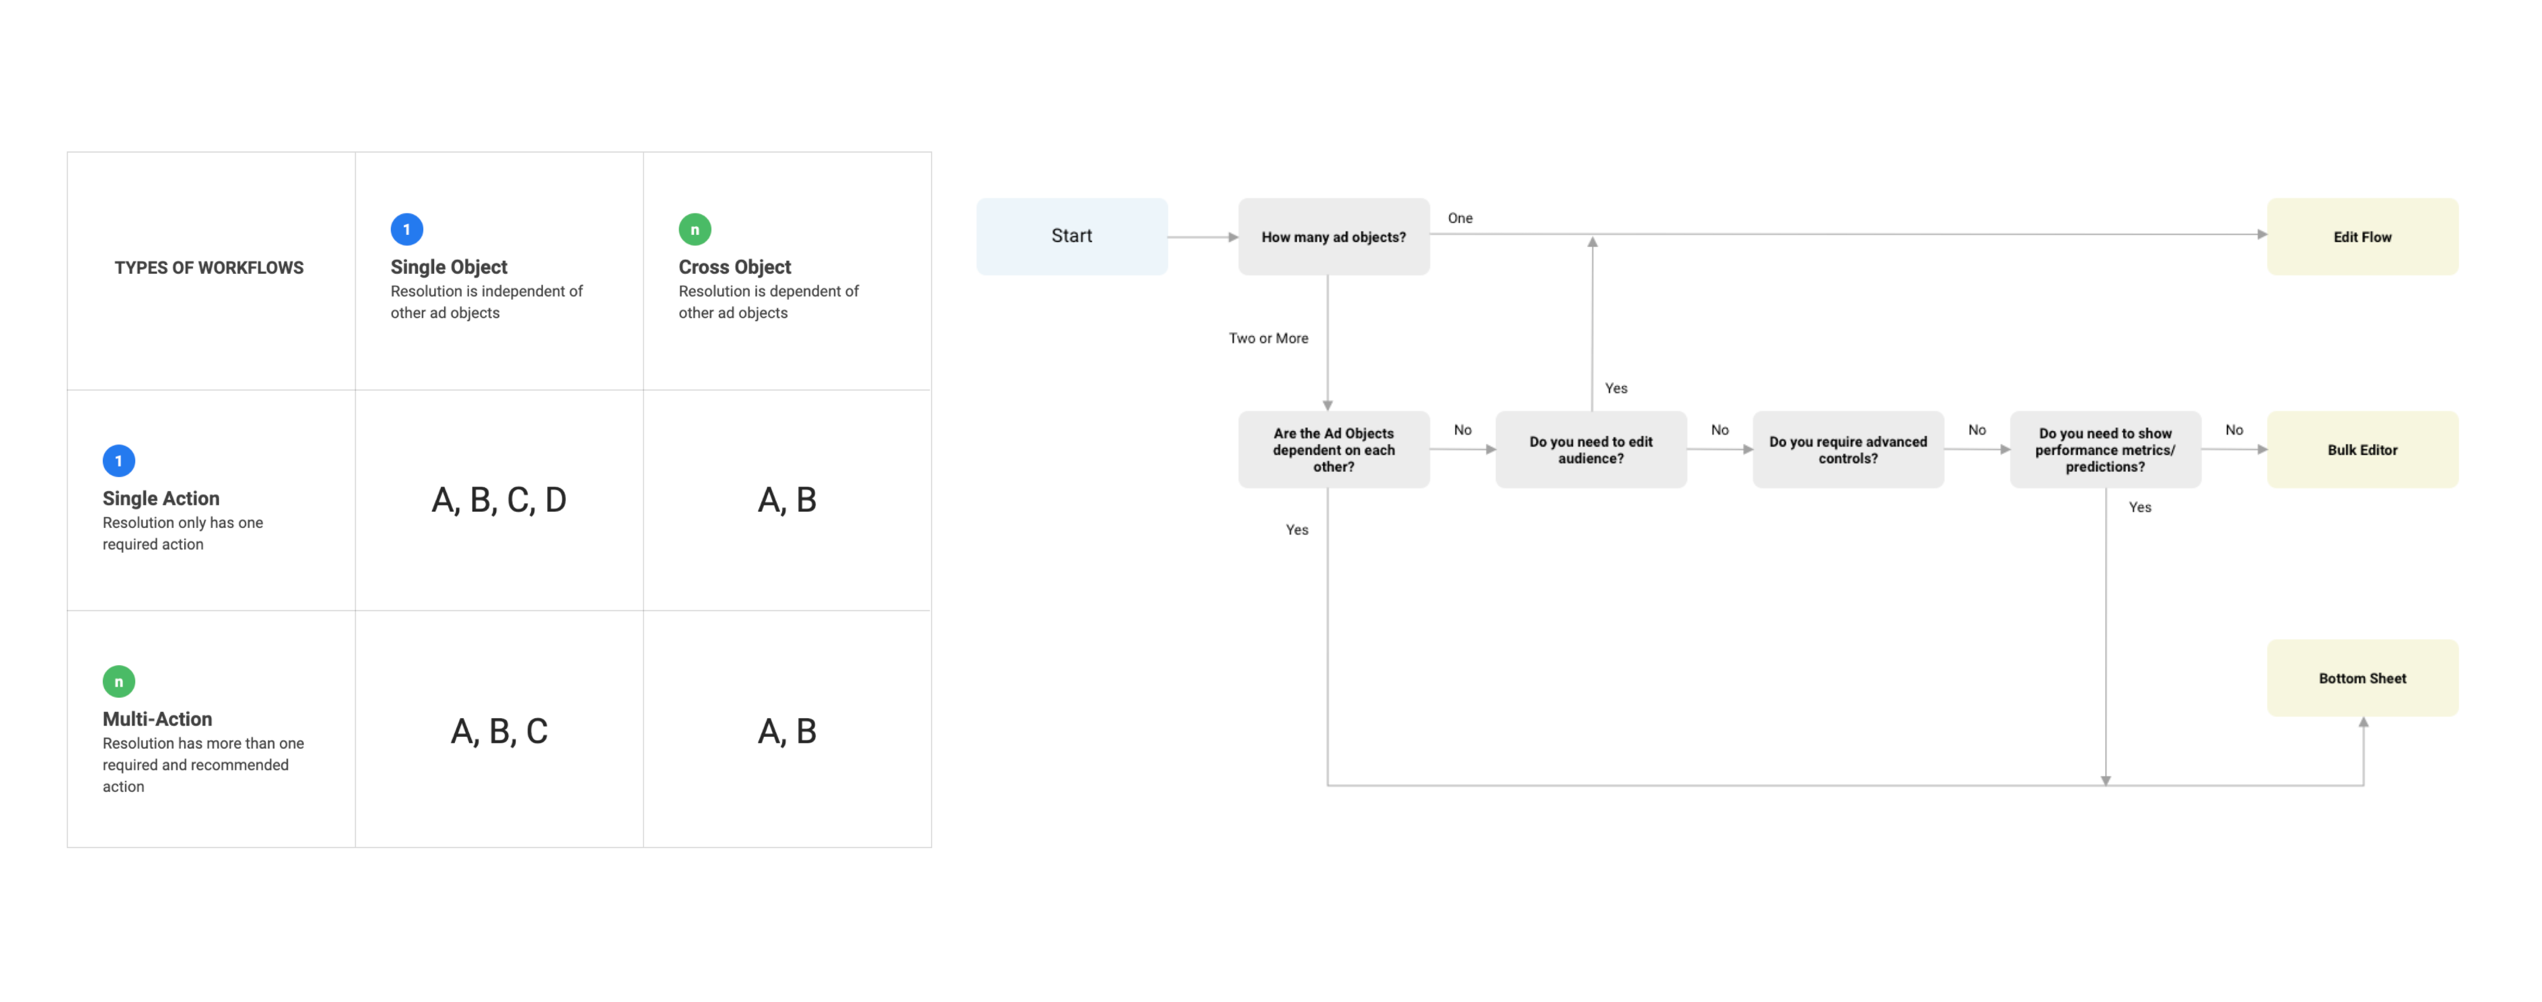 TYPES OF WORKFLOWS
1
Single Object
Resolution is independent of
other ad objects
n
Cross Object
Resolution is dependent of
other ad objects
1
Single Action
Resolution only has one
required action
A, B, C, D
A, B
n
Multi-Action
Resolution has more than one
required and recommended
action
A, B, C
A, B
Start
How many ad objects?
One
Edit Flow
Two or More
Yes
Are the Ad Objects
dependent on each
other?
No
Do you need to edit
audience?
No
Do you require advanced
controls?
No
Do you need to show
performance metrics/
predictions?
No
Bulk Editor
Yes
Yes
Bottom Sheet